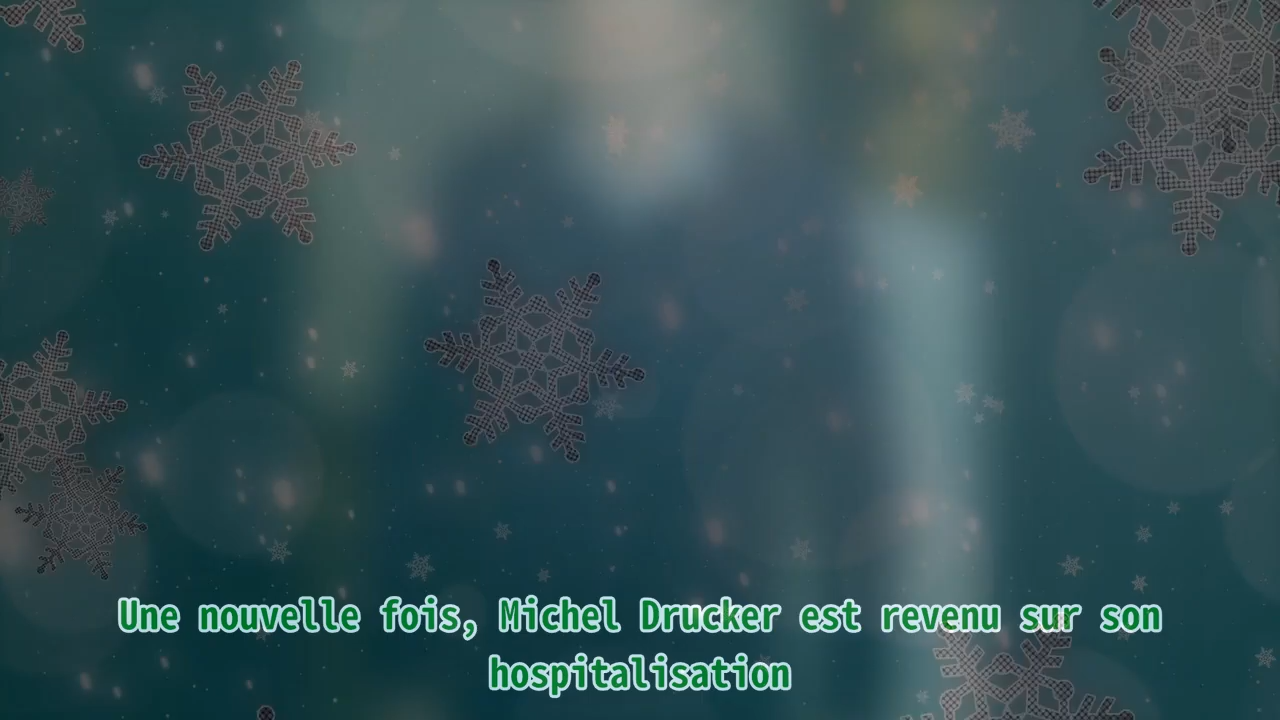 Une nouvelle fois, Michel Drucker est revenu sur son
hospitalisation